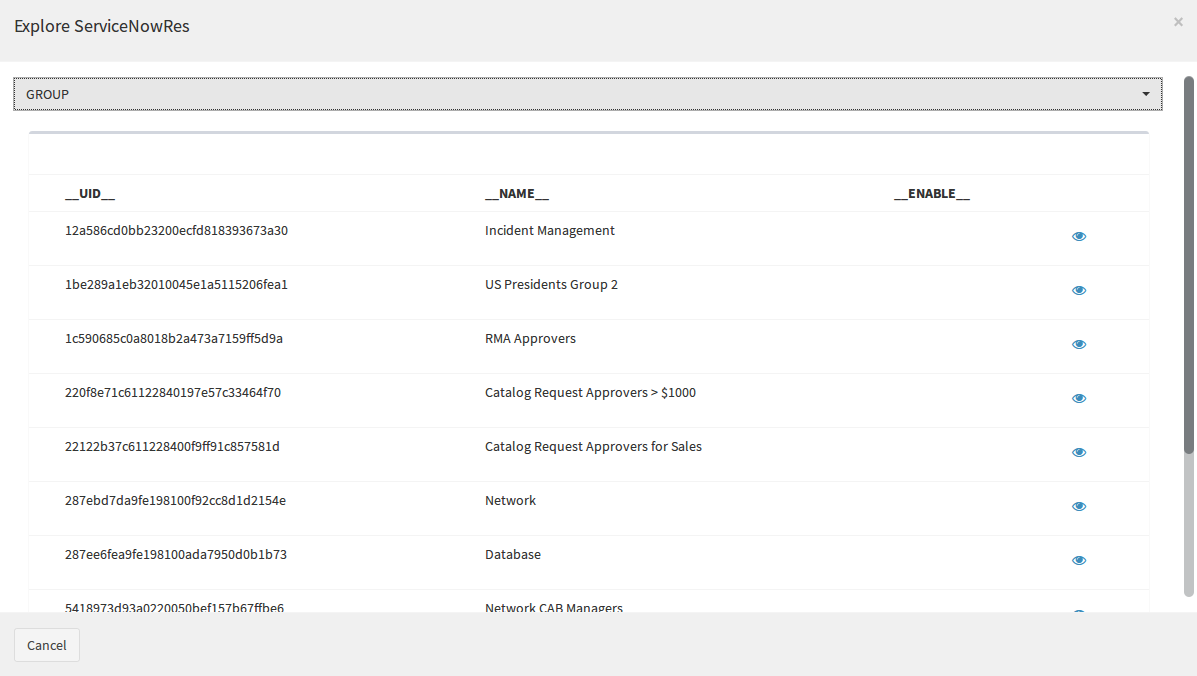 Explore ServiceNowRes
×
GROUP
__UID__ __NAME__ __ENABLE__
12a586cd0bb23200ecfd818393673a30 Incident Management
1be289a1eb32010045e1a5115206fea1 US Presidents Group 2
1c590685c0a8018b2a473a7159ff5d9a RMA Approvers
220f8e71c61122840197e57c33464f70 Catalog Request Approvers > $1000
22122b37c611228400f9ff91c857581d Catalog Request Approvers for Sales
287ebd7da9fe198100f92cc8d1d2154e Network
287ee6fea9fe198100ada7950d0b1b73 Database
5418973d93a0220050bef157b67ffbe6 Network CAB Managers
Cancel